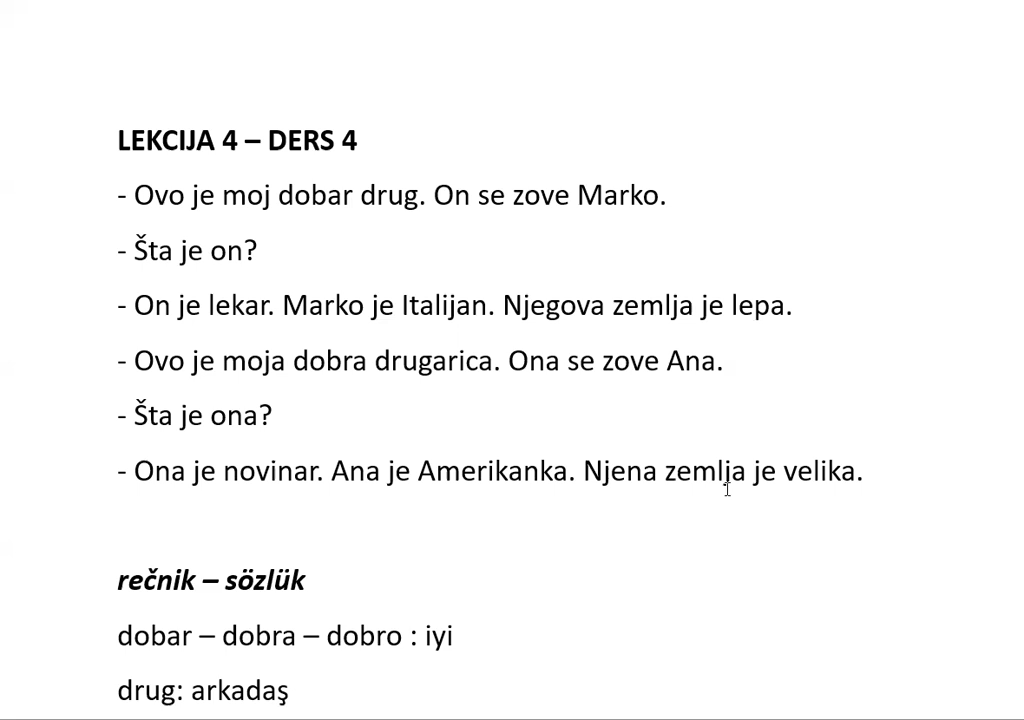 LEKCIJA 4 – DERS 4
- Ovo je moj dobar drug. On se zove Marko.
- Šta je on?
- On je lekar. Marko je Italijan. Njegova zemlja je lepa.
- Ovo je moja dobra drugarica. Ona se zove Ana.
- Šta je ona?
- Ona je novinar. Ana je Amerikanka. Njena zemlja je velika.
rečnik – sözlük
dobar – dobra – dobro : iyi
drug: arkadaş